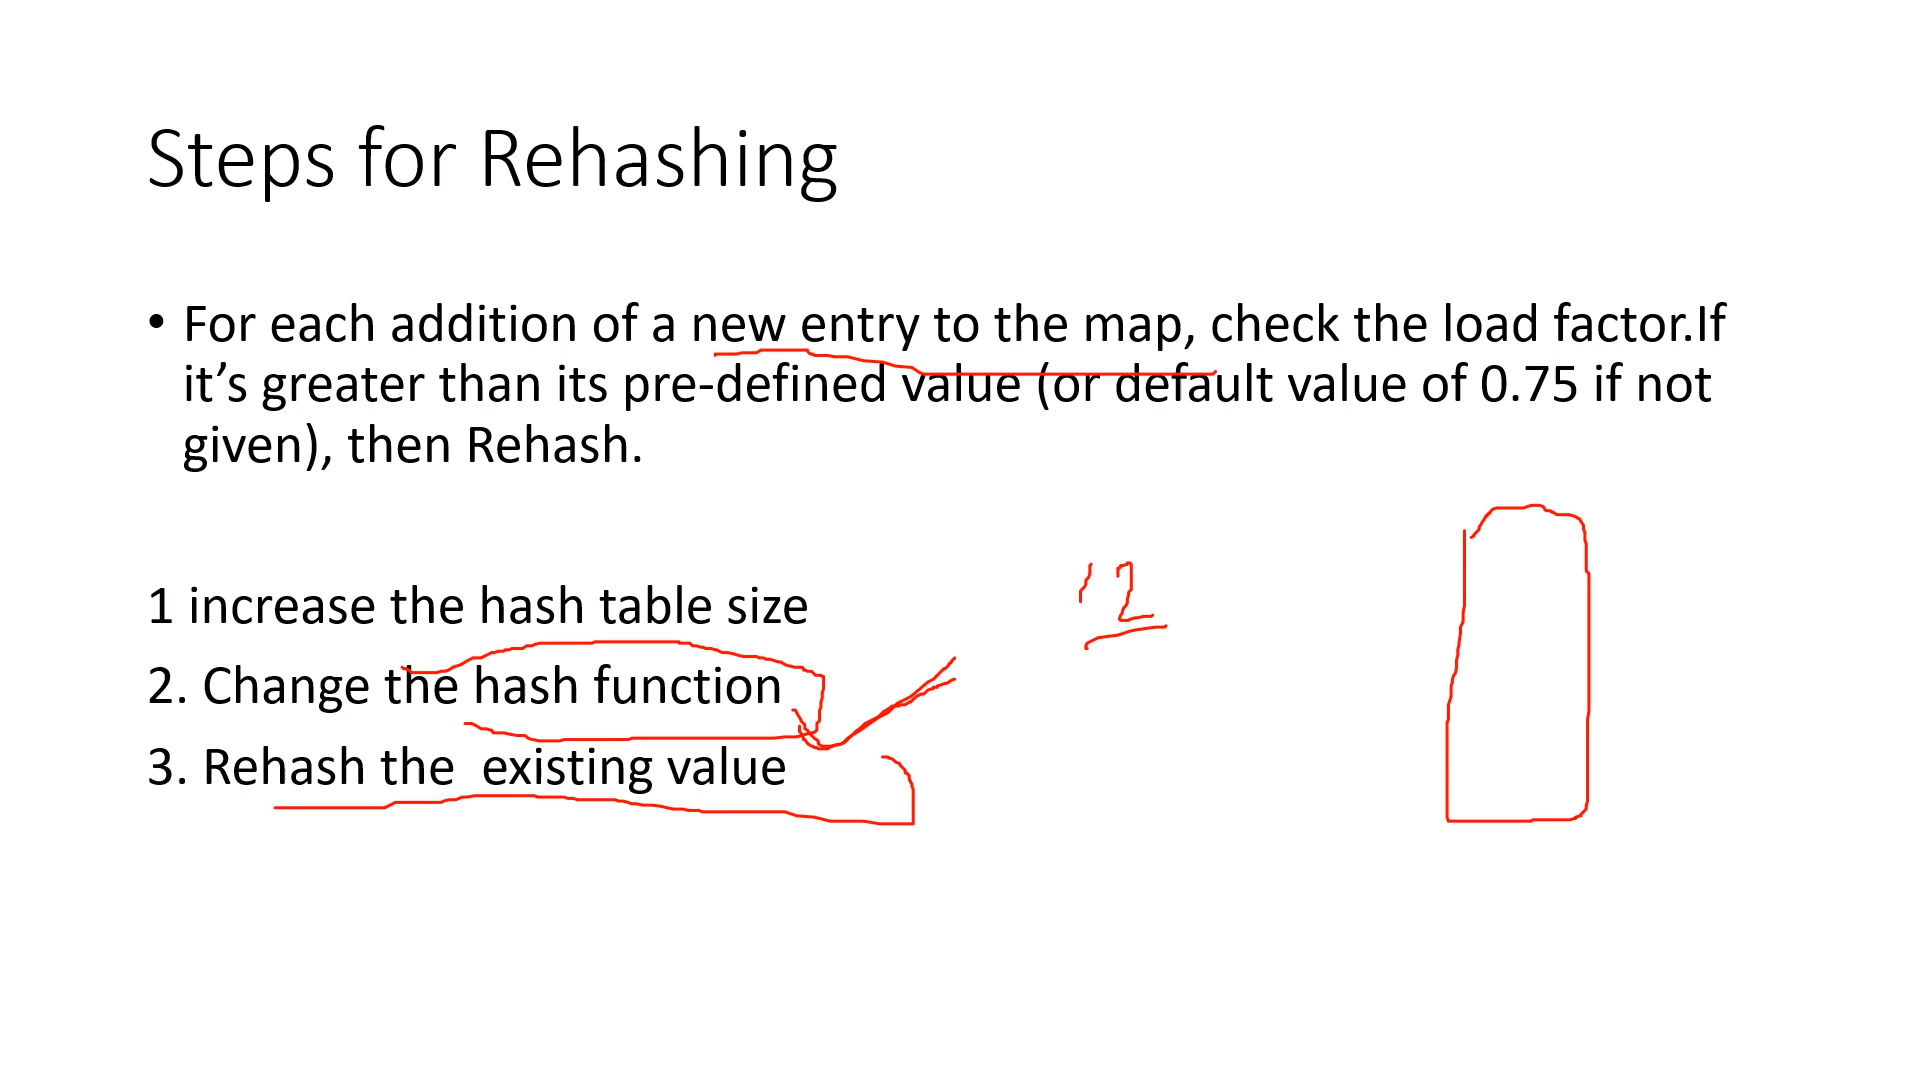 Steps for Rehashing
• For each addition of a new entry to the map, check the load factor.If
it’s greater than its pre-defined value (or default value of 0.75 if not
given), then Rehash.
1 increase the hash table size
12
2. Change the hash function
3. Rehash the  existing value